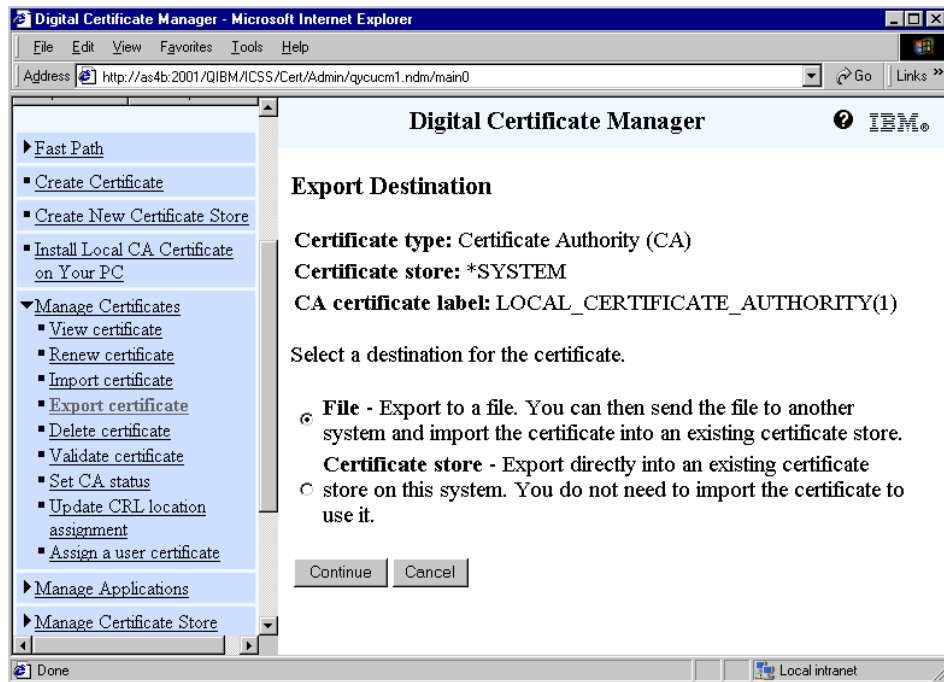 Digital Certificate Manager - Microsoft Internet Explorer
File Edit View Favorites Tools Help
Address http://as4b:2001/QIBM/ICSS/Cert/Admin/qycucm1.ndm/main0 Go Links »
Digital Certificate Manager
IBM®
Fast Path
Create Certificate
Create New Certificate Store
Install Local CA Certificate
on Your PC
Manage Certificates
View certificate
Renew certificate
Import certificate
Export certificate
Delete certificate
Validate certificate
Set CA status
Update CRL location
assignment
Assign a user certificate
Manage Applications
Manage Certificate Store
Export Destination
Certificate type: Certificate Authority (CA)
Certificate store: *SYSTEM
CA certificate label: LOCAL_CERTIFICATE_AUTHORITY(1)
Select a destination for the certificate.
File - Export to a file. You can then send the file to another
system and import the certificate into an existing certificate store.
Certificate store - Export directly into an existing certificate
store on this system. You do not need to import the certificate to
use it.
Continue Cancel
Done Local intranet